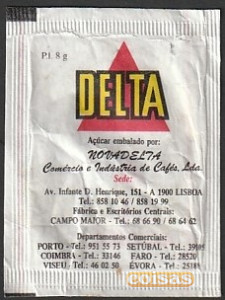 P.I. 8 g
DELTA
Açúcar embalado por:
NOVADELTA
Comércio e Indústria de Cafés, Lda.
Sede:
Av. Infante D. Henrique, 151 - A 1900 LISBOA
Tel.: 858 10 46 / 858 19 99
Fábrica e Escritórios Centrais:
CAMPO MAIOR - Tel.: 68 66 90 / 68 64 62
Departamentos Comerciais:
PORTO - Tel.: 951 55 73 SETÚBAL - Tel.:
COIMBRA - Tel.: 33146 FARO - Tel.: 28520
VISEU - Tel.: 46 02 50 ÉVORA - Tel.:
coisas